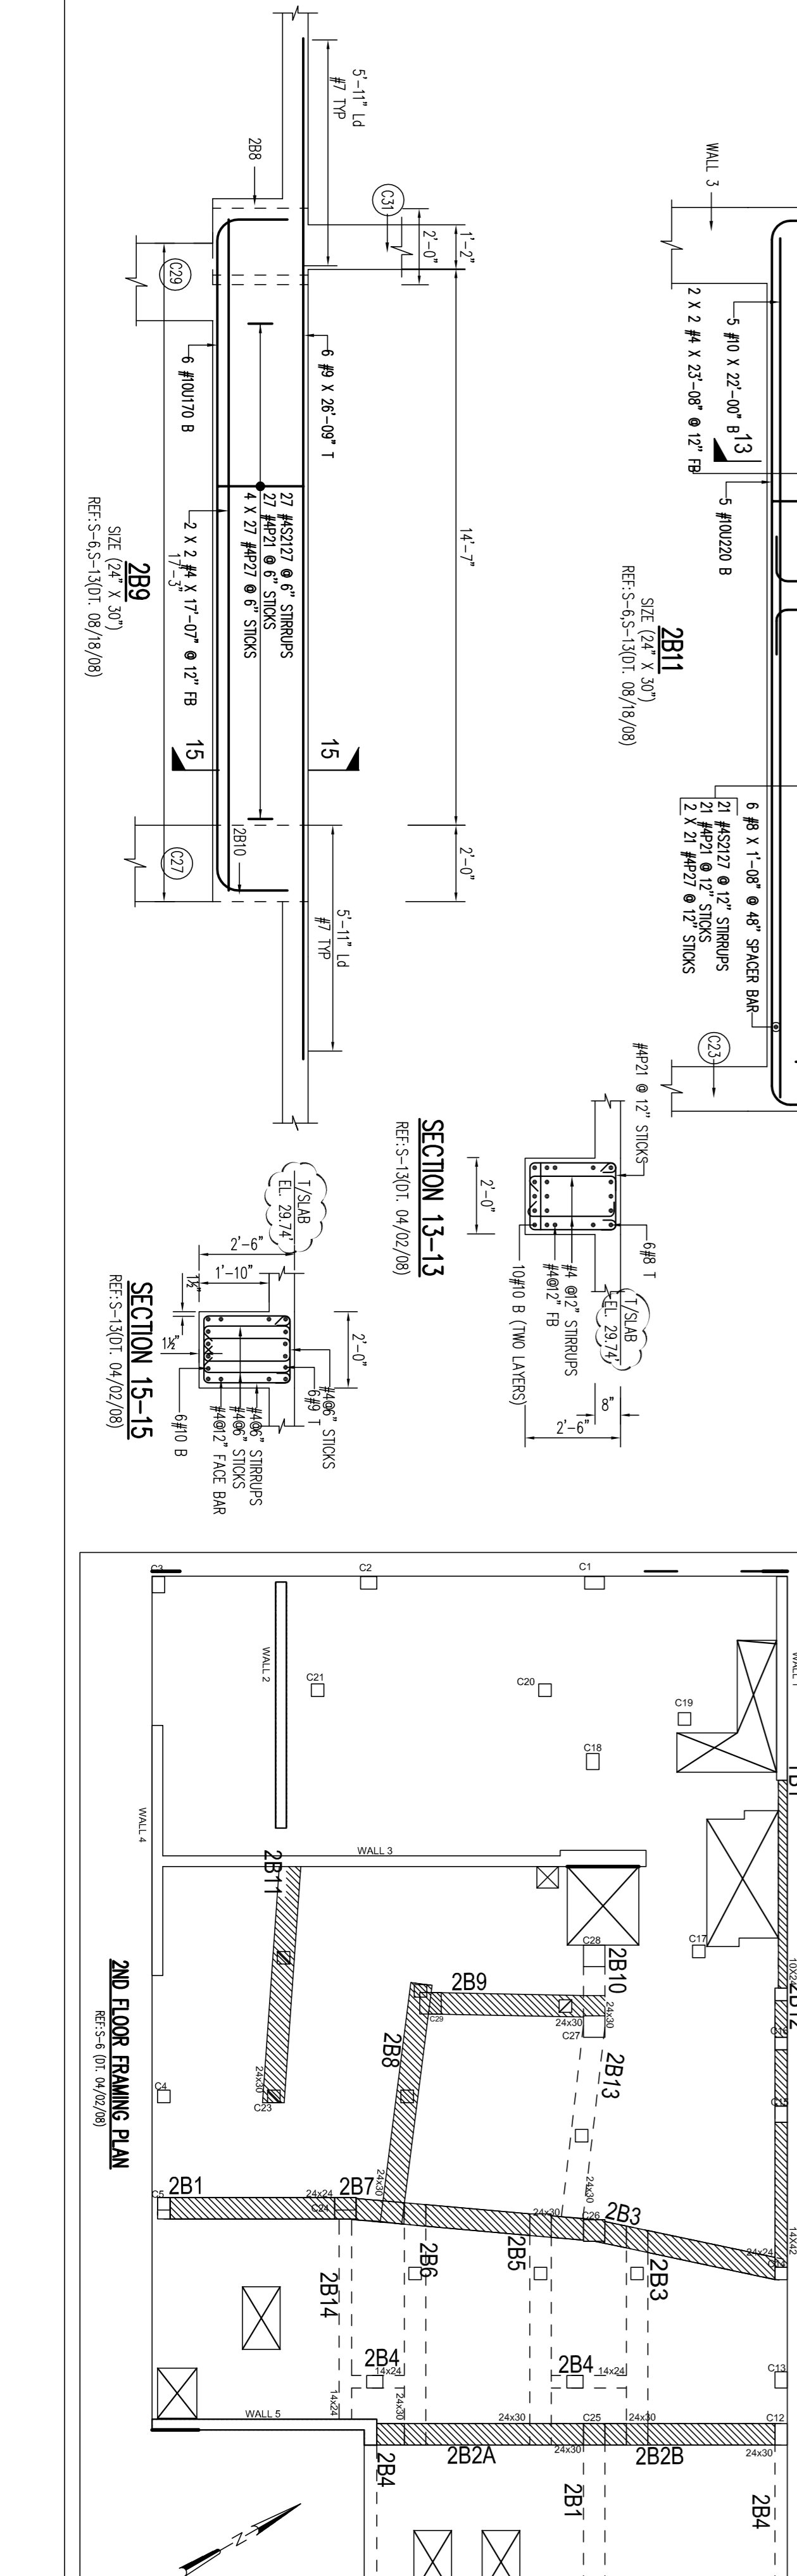 WALL 3
5 #10 X 22'-00" B
2 X 2 #4 X 23'-08" @ 12" FB
13
5 #10U220 B
2B11
SIZE (24" X 30")
REF:S-6,S-13(DT. 08/18/08)
6 #8 X 1'-08" @ 48" SPACER BAR
21 #4S2127 @ 12" STIRRUPS
21 #4P21 @ 12" STICKS
2 X 21 #4P27 @ 12" STICKS
C23
5'-11" Ld
#7 TYP
2B8
C31
2'-0"
1'-2"
C29
6 #10U170 B
6 #9 X 26'-09" T
14'-7"
27 #4S2127 @ 6" STIRRUPS
27 #4P21 @ 6" STICKS
4 X 27 #4P27 @ 6" STICKS
2 X 2 #4 X 17'-07" @ 12" FB
17'-3"
2B9
SIZE (24" X 30")
REF:S-6,S-13(DT. 08/18/08)
15
15
2B10
C27
2'-0"
5'-11" Ld
#7 TYP
#4P21 @ 12" STICKS
6#8 T
T/SLAB
EL. 29.74'
#4 @12" STIRRUPS
#4@12" FB
10#10 B (TWO LAYERS)
2'-0"
8"
2'-6"
SECTION 13-13
REF:S-13(DT. 04/02/08)
T/SLAB
EL. 29.74'
2'-6"
1'-10"
1½"
1½"
2'-0"
#4@6" STICKS
6#9 T
#4@6" STIRRUPS
#4@6" STICKS
#4@12" FACE BAR
6#10 B
SECTION 15-15
REF:S-13(DT. 04/02/08)
C3
C2
C1
WALL 1
WALL 2
C21
C20
C19
C18
WALL 4
WALL 3
2B11
C17
C28
2B10
10X24
2B12
2B9
C29
24x30
24x30
C27
2B8
2B13
24x30
C23
C4
C5
2B1
24x24
C24
2B7
24x30
24x30
C26
24x30
2B3
24x24
14X42
2B14
2B6
2B5
2B3
2B4
14x24
2B4
14x24
C13
14x24
24x30
WALL 5
24x30
C25
24x30
C12
2B2A
24x30
2B2B
24x30
2B4
2B1
2B4
N
2ND FLOOR FRAMING PLAN
REF:S-6 (DT. 04/02/08)